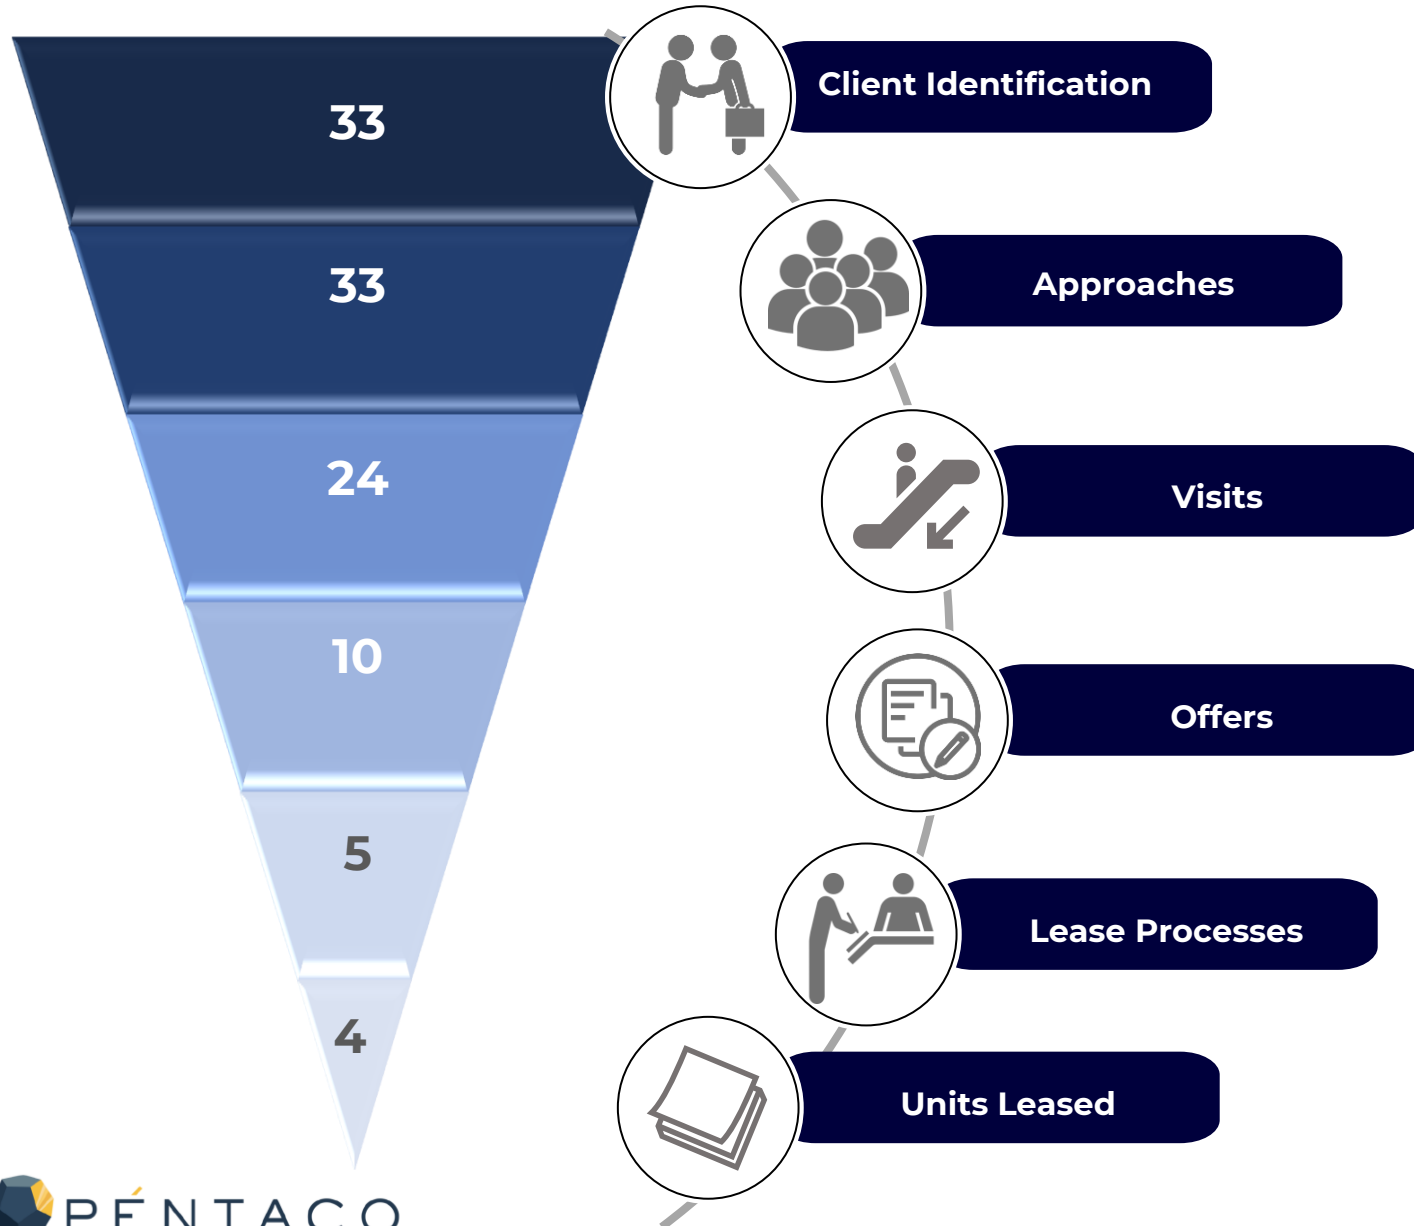 33
Client Identification
33
Approaches
24
Visits
10
Offers
5
Lease Processes
4
Units Leased
PÉNTACO